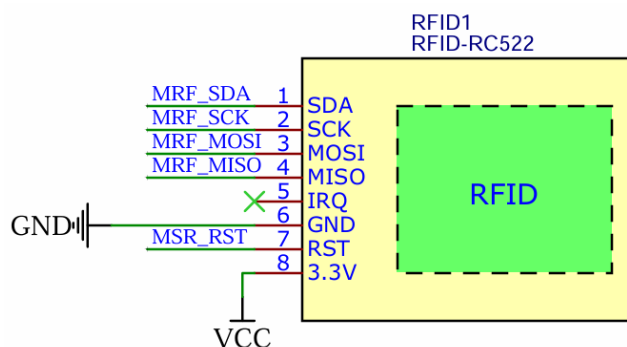 RFID1
RFID-RC522
MRF_SDA 1 SDA
MRF_SCK 2 SCK
MRF_MOSI 3 MOSI
MRF_MISO 4 MISO
5 IRQ
GND 6 GND
MSR_RST 7 RST
8 3.3V
VCC
RFID